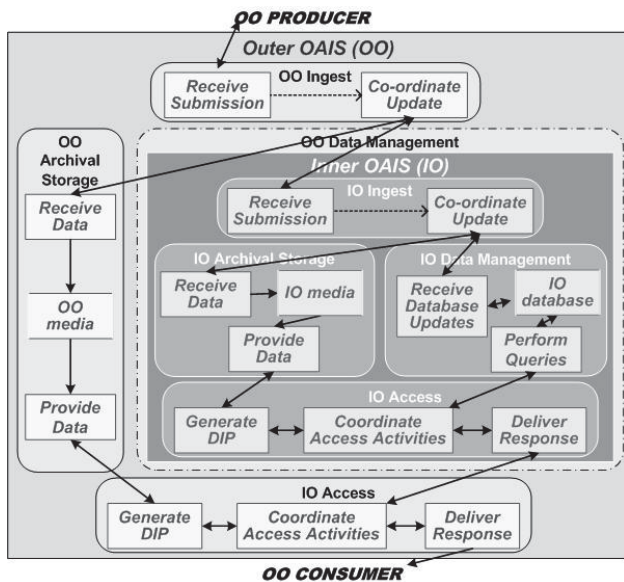 OO PRODUCER
Outer OAIS (OO)
OO Ingest
Receive
Submission
Co-ordinate
Update
OO
Archival
Storage
Receive
Data
OO
media
Provide
Data
OO Data Management
Inner OAIS (IO)
IO Ingest
Receive
Submission
Co-ordinate
Update
IO Archival Storage
Receive
Data
IO media
Provide
Data
IO Data Management
Receive
Database
Updates
IO
database
Perform
Queries
IO Access
Generate
DIP
Coordinate
Access Activities
Deliver
Response
IO Access
Generate
DIP
Coordinate
Access Activities
Deliver
Response
OO CONSUMER